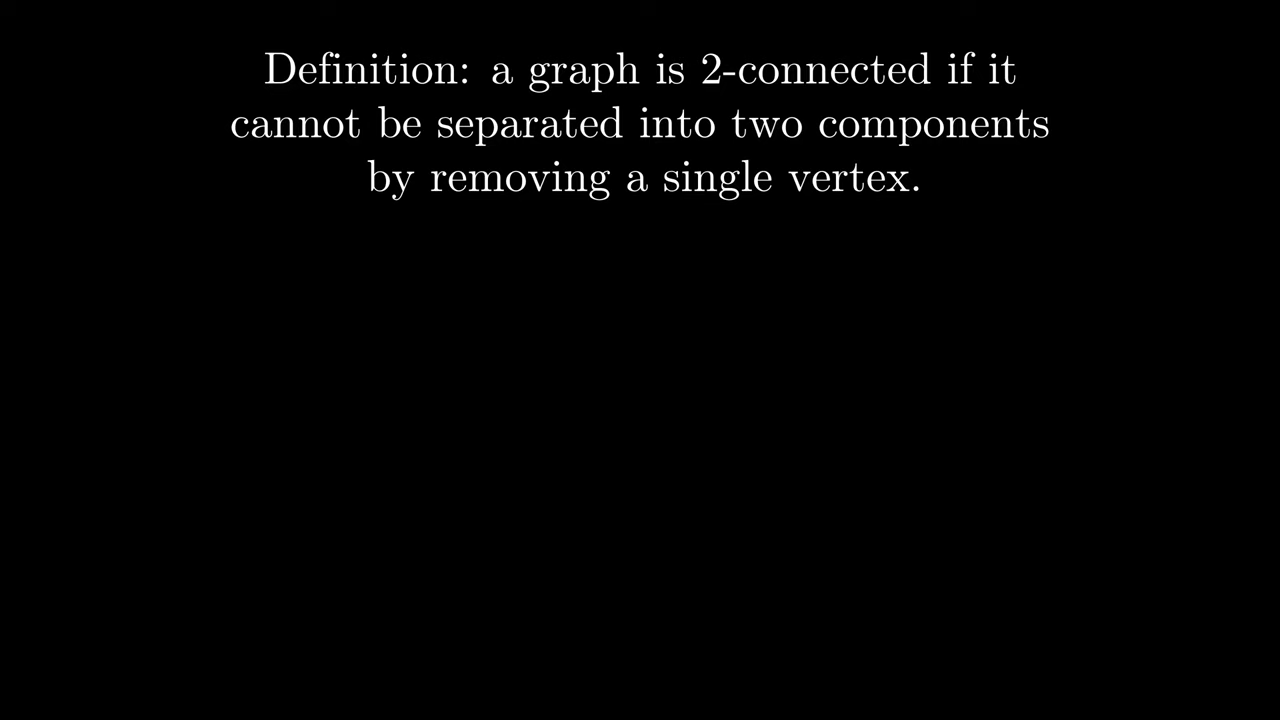 Definition: a graph is 2-connected if it
cannot be separated into two components
by removing a single vertex.